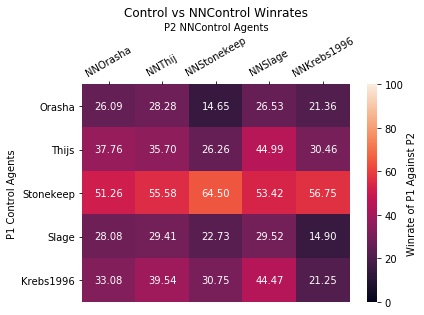 Control vs NNControl Winrates
P2 NNControl Agents
NNOrasha NNThij NNStonekeep NNSlage NNKrebs1996
P1 Control Agents
Orasha 26.09 28.28 14.65 26.53 21.36
Thijs 37.76 35.70 26.26 44.99 30.46
Stonekeep 51.26 55.58 64.50 53.42 56.75
Slage 28.08 29.41 22.73 29.52 14.90
Krebs1996 33.08 39.54 30.75 44.47 21.25
100
80
60
40
20
0
Winrate of P1 Against P2